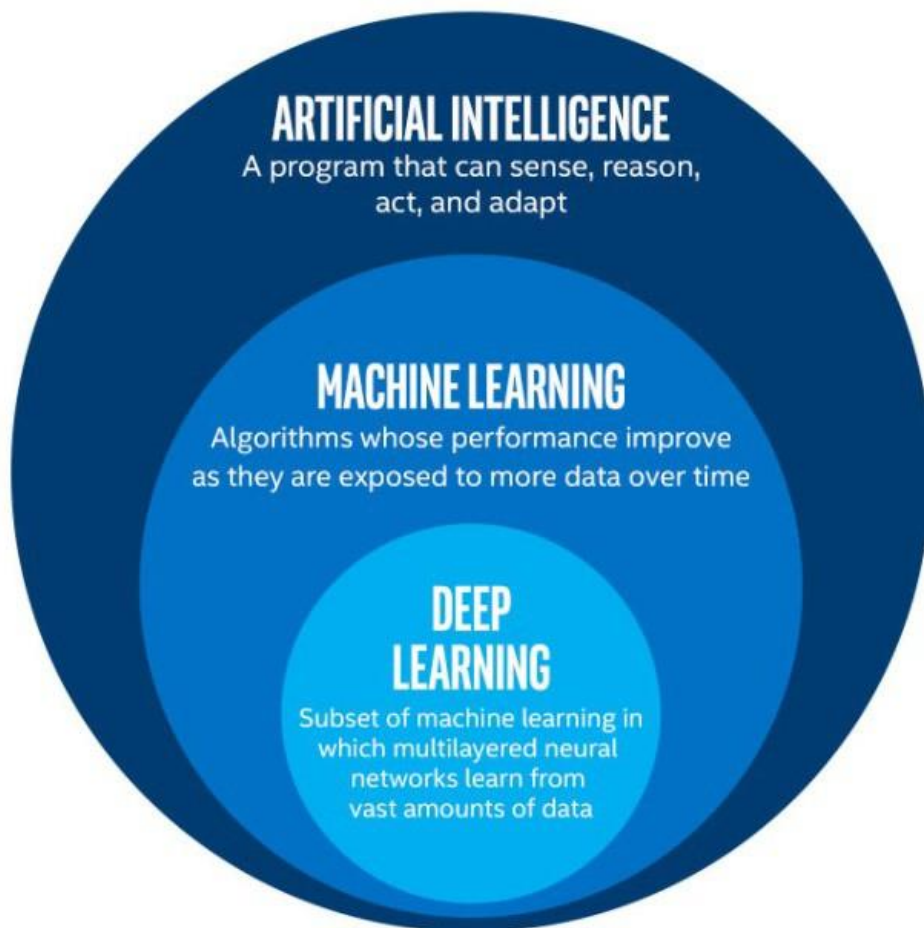 ARTIFICIAL INTELLIGENCE
A program that can sense, reason,
act, and adapt
MACHINE LEARNING
Algorithms whose performance improve
as they are exposed to more data over time
DEEP
LEARNING
Subset of machine learning in
which multilayered neural
networks learn from
vast amounts of data